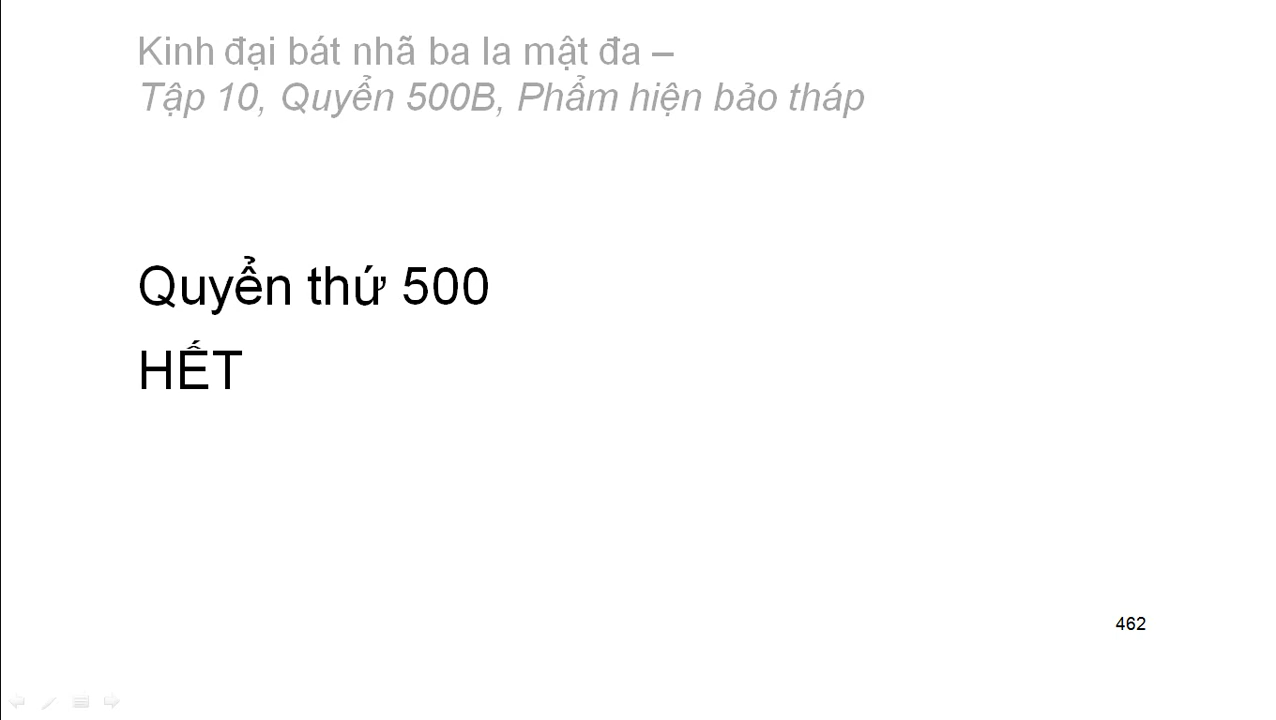 Kinh đại bát nhã ba la mật đa –
Tập 10, Quyển 500B, Phẩm hiện bảo tháp
Quyển thứ 500
HẾT
462